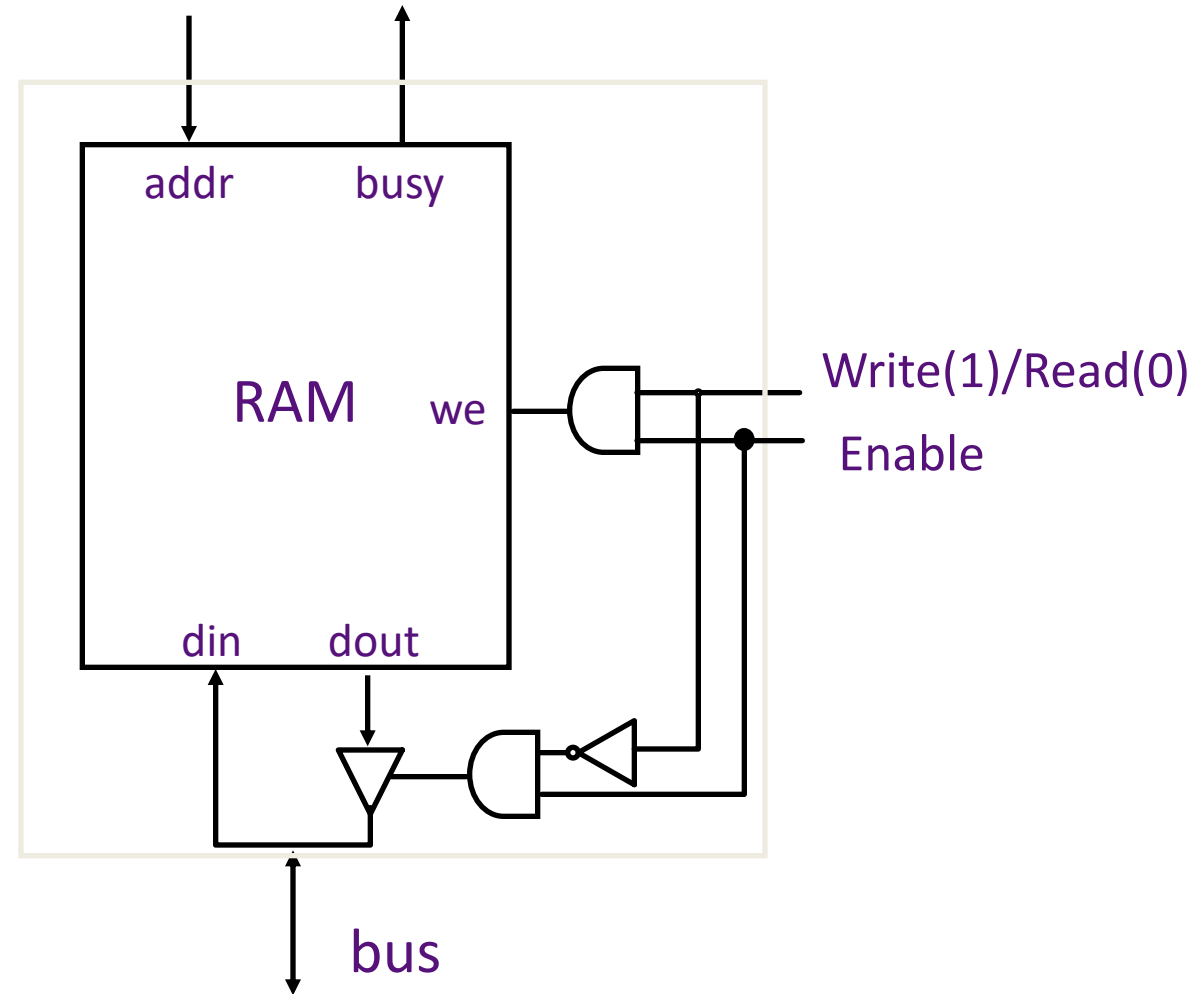 addr busy
Write(1)/Read(0)
RAM we
Enable
din dout
bus